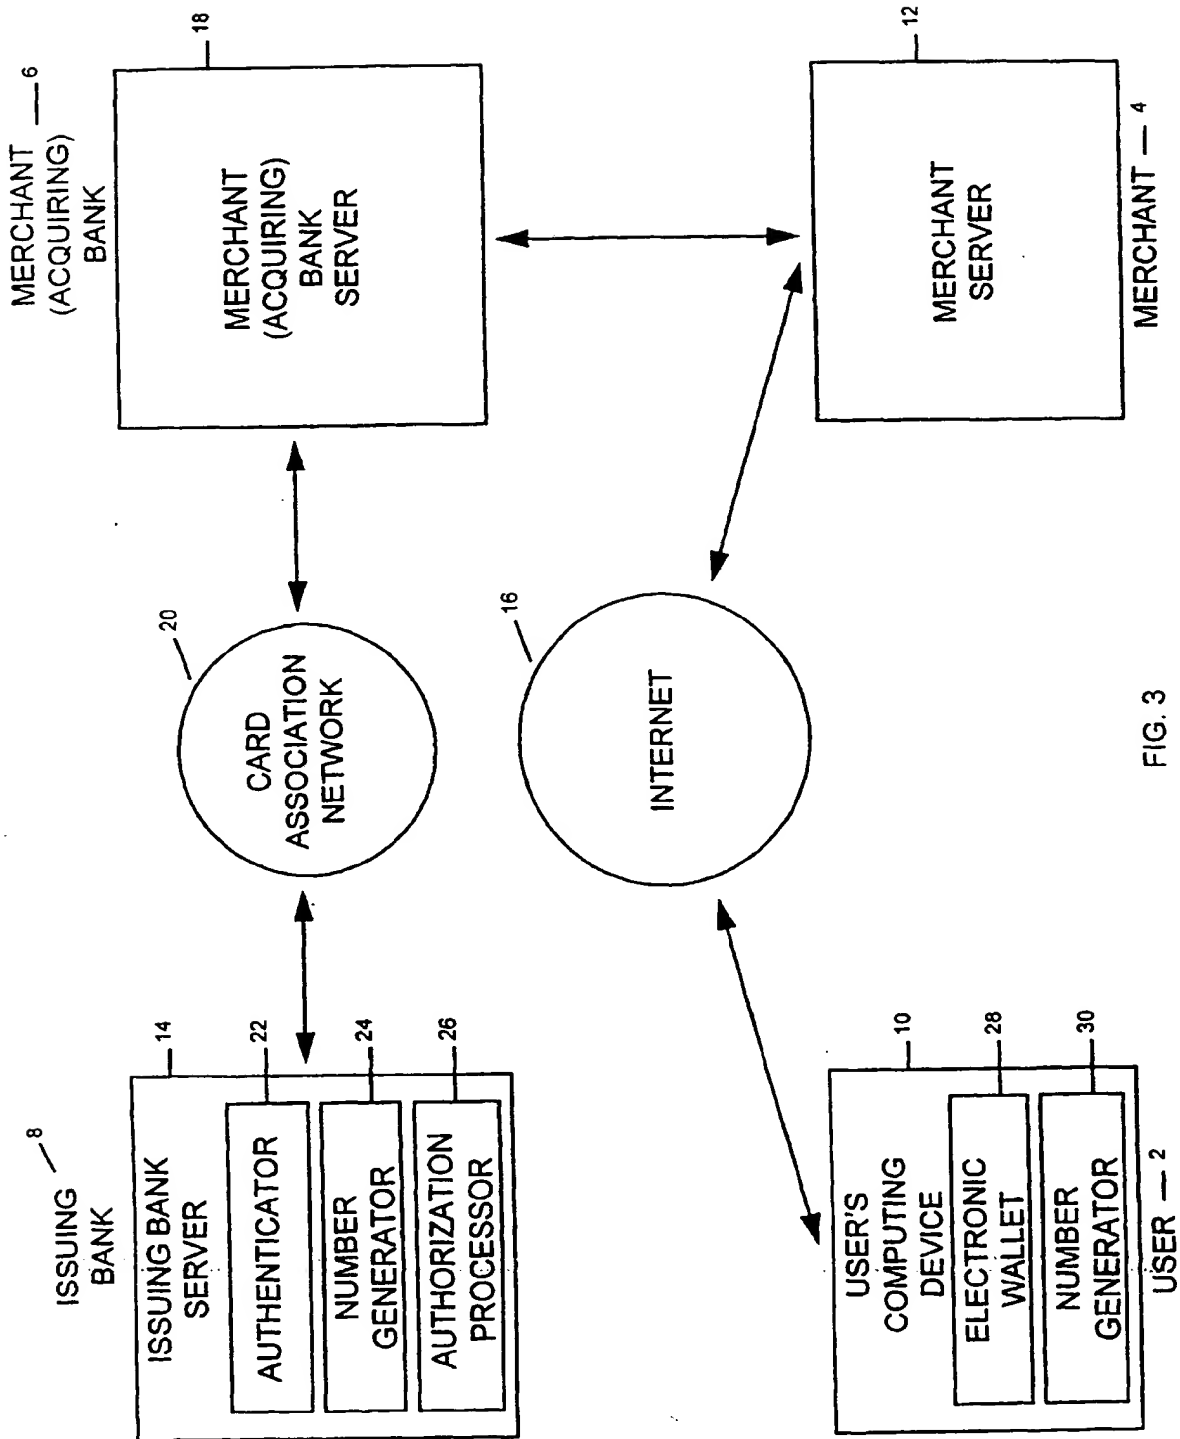 ISSUING
BANK
8
ISSUING BANK
SERVER
14
AUTHENTICATOR
22
NUMBER
GENERATOR
24
AUTHORIZATION
PROCESSOR
26
CARD
ASSOCIATION
NETWORK
20
MERCHANT
(ACQUIRING)
BANK
6
MERCHANT
(ACQUIRING)
BANK
SERVER
18
USER'S
COMPUTING
DEVICE
10
ELECTRONIC
WALLET
28
NUMBER
GENERATOR
30
USER 2
INTERNET
16
MERCHANT
SERVER
12
MERCHANT 4
FIG. 3